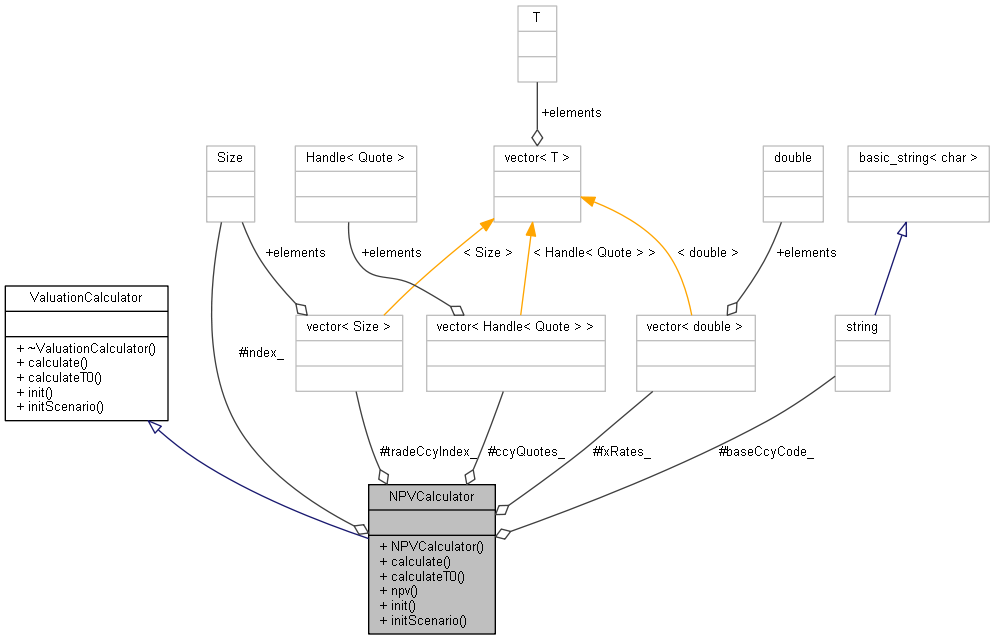 T
+elements
Size
Handle< Quote >
vector< T >
double
basic_string< char >
+elements
+elements
< Size >
< Handle< Quote > >
< double >
+elements
ValuationCalculator
+ ~ValuationCalculator()
+ calculate()
+ calculateT0()
+ init()
+ initScenario()
vector< Size >
vector< Handle< Quote > >
vector< double >
string
#index_
#tradeCcyIndex_
#ccyQuotes_
#fxRates_
#baseCcyCode_
NPVCalculator
+ NPVCalculator()
+ calculate()
+ calculateT0()
+ npv()
+ init()
+ initScenario()